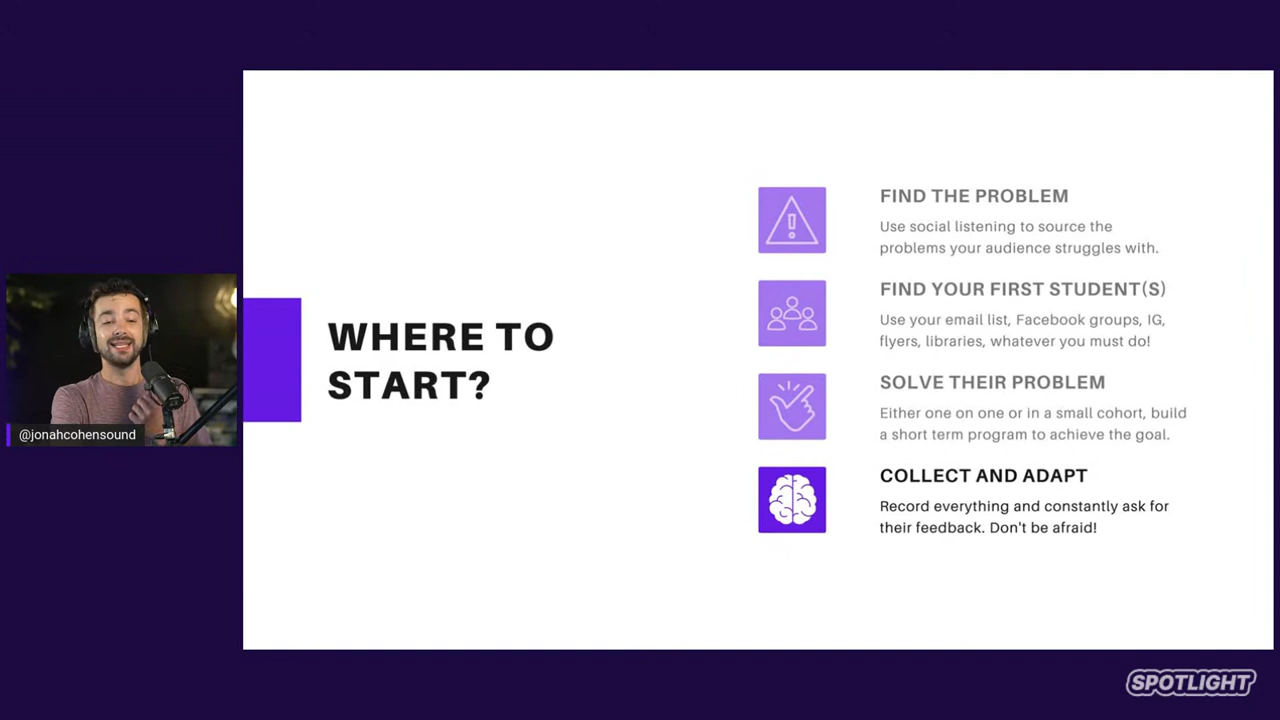 @jonahcohensound
WHERE TO
START?
FIND THE PROBLEM
Use social listening to source the
problems your audience struggles with.
FIND YOUR FIRST STUDENT(S)
Use your email list, Facebook groups, IG,
flyers, libraries, whatever you must do!
SOLVE THEIR PROBLEM
Either one on one or in a small cohort, build
a short term program to achieve the goal.
COLLECT AND ADAPT
Record everything and constantly ask for
their feedback. Don't be afraid!
SPOTLIGHT